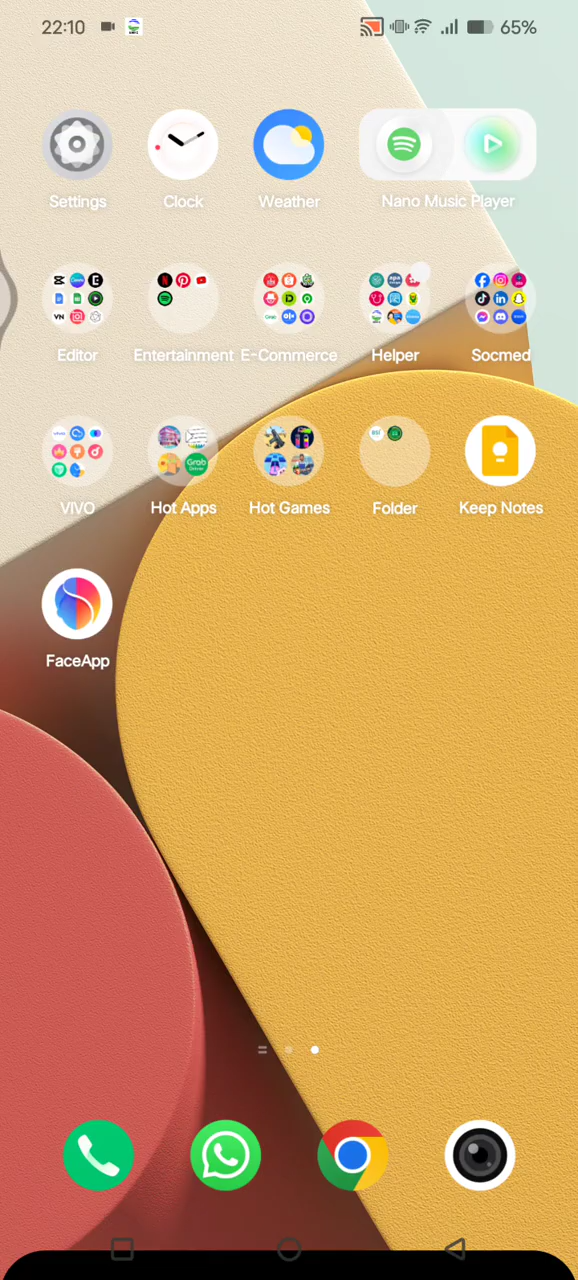 22:10
65%
Settings
Clock
Weather
Nano Music Player
Editor
Entertainment
E-Commerce
Helper
Socmed
VIVO
Hot Apps
Hot Games
Folder
Keep Notes
FaceApp